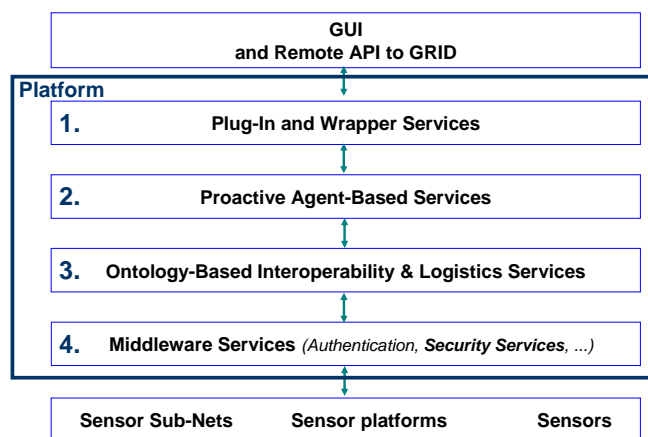 GUI
and Remote API to GRID
Platform
1. Plug-In and Wrapper Services
2. Proactive Agent-Based Services
3. Ontology-Based Interoperability & Logistics Services
4. Middleware Services (Authentication, Security Services, ...)
Sensor Sub-Nets Sensor platforms Sensors